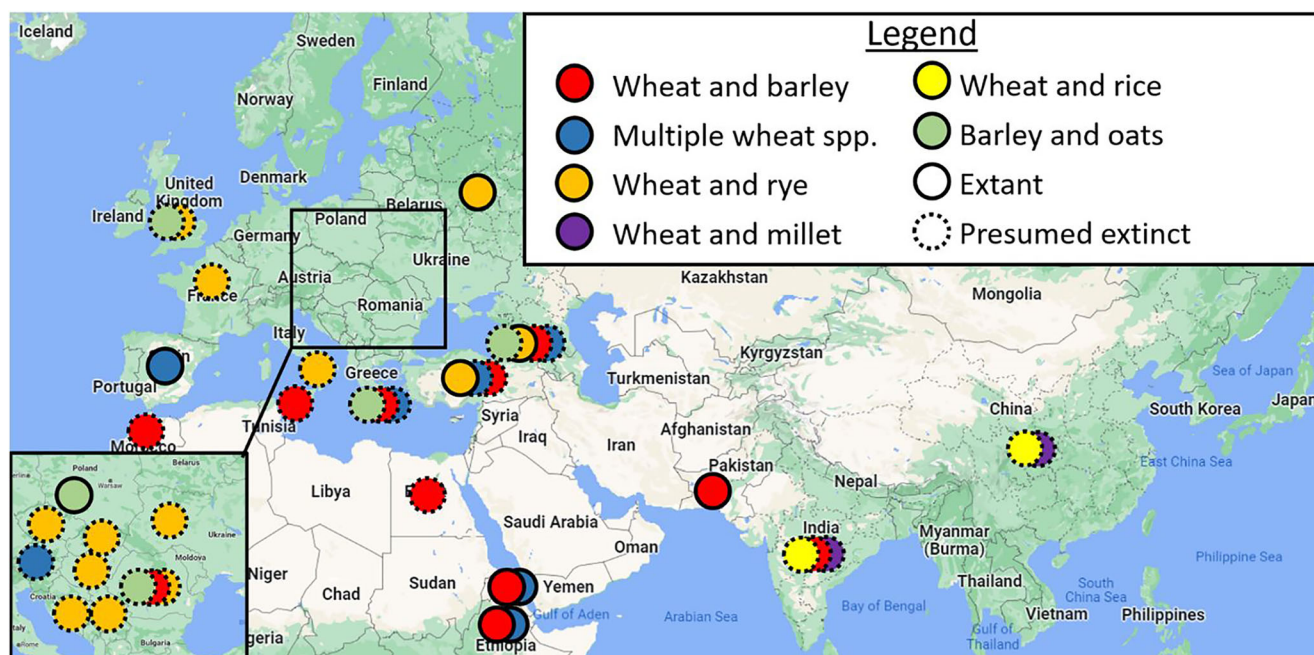 Legend
Wheat and barley
Multiple wheat spp.
Wheat and rye
Wheat and millet
Wheat and rice
Barley and oats
Extant
Presumed extinct
Iceland
Sweden
Finland
Norway
Denmark
United
Kingdom
Ireland
Belarus
Poland
Germany
Ukraine
Austria
France
Romania
Italy
Portugal
Greece
Kazakhstan
Mongolia
Kyrgyzstan
Turkmenistan
Sea of Japan
China
South Korea
Japan
Syria
Tunisia
Iraq
Iran
Afghanistan
Morocco
Pakistan
East China Sea
Nepal
Libya
Saudi Arabia
Oman
India
Myanmar
(Burma)
Philippine Sea
Niger
Chad
Sudan
Yemen
Gulf of Aden
Arabian Sea
Bay of Bengal
Thailand
South
China Sea
Vietnam
Philippines
Gulf of
Thailand
geria
Ethiopia
Poland
Belarus
Warsaw
Ukraine
Moldova
Croatia
Rome
Bulgaria